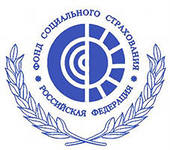 ФОНД СОЦИАЛЬНОГО СТРАХОВАНИЯ
РОССИЙСКАЯ ФЕДЕРАЦИЯ